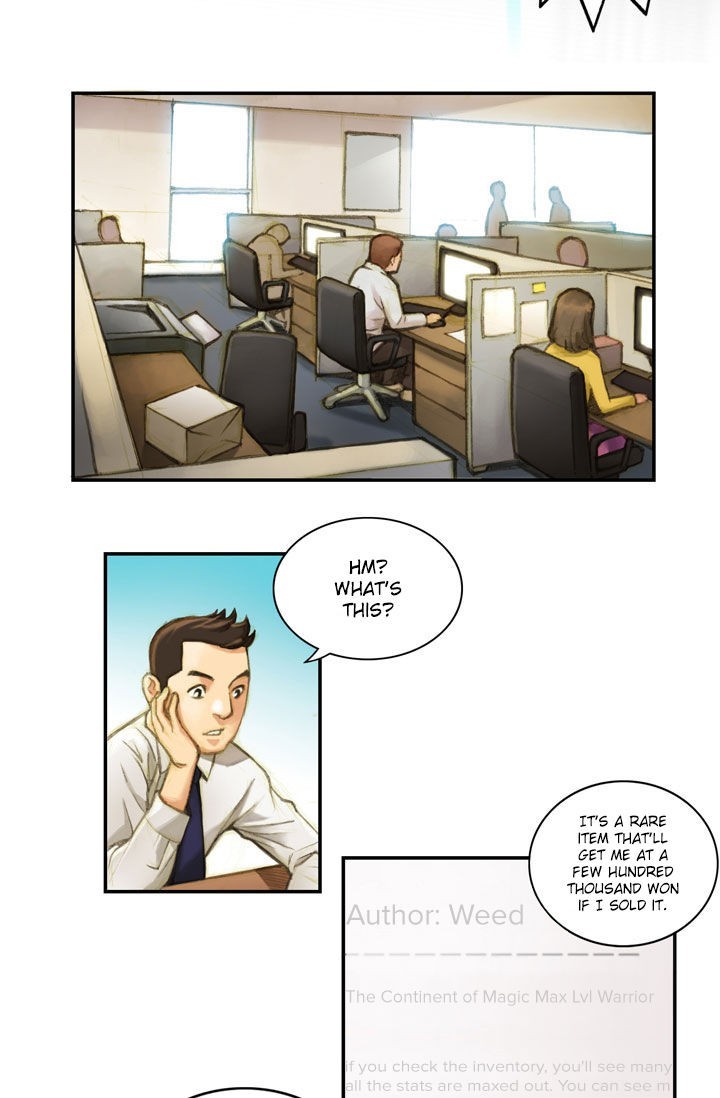 HM?
WHAT'S
THIS?
IT'S A RARE
ITEM THAT'LL
GET ME AT A
FEW HUNDRED
THOUSAND WON
IF I SOLD IT.
Author: Weed
The Continent of Magic Max Lvl Warrior
If you check the inventory, you'll see many
all the stats are maxed out. You can see m